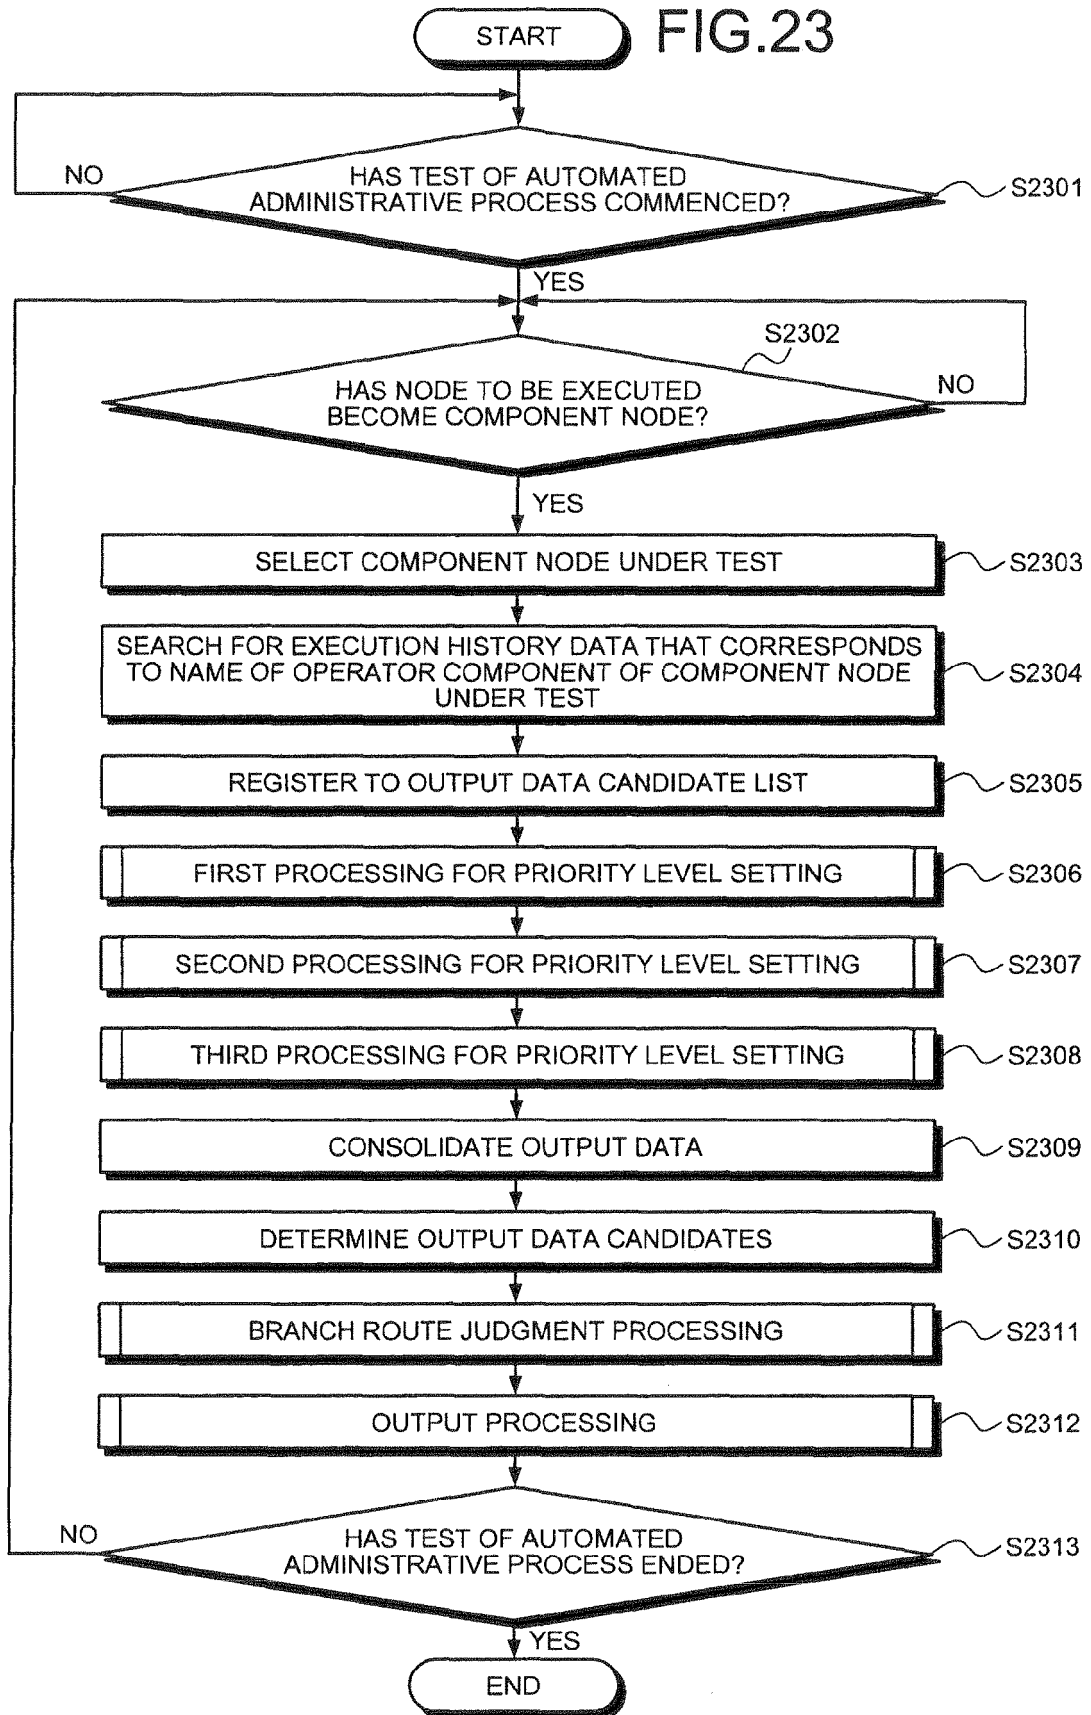 START
FIG.23
HAS TEST OF AUTOMATED
ADMINISTRATIVE PROCESS COMMENCED?
NO
S2301
YES
S2302
HAS NODE TO BE EXECUTED
BECOME COMPONENT NODE?
NO
YES
SELECT COMPONENT NODE UNDER TEST
S2303
SEARCH FOR EXECUTION HISTORY DATA THAT CORRESPONDS
TO NAME OF OPERATOR COMPONENT OF COMPONENT NODE
UNDER TEST
S2304
REGISTER TO OUTPUT DATA CANDIDATE LIST
S2305
FIRST PROCESSING FOR PRIORITY LEVEL SETTING
S2306
SECOND PROCESSING FOR PRIORITY LEVEL SETTING
S2307
THIRD PROCESSING FOR PRIORITY LEVEL SETTING
S2308
CONSOLIDATE OUTPUT DATA
S2309
DETERMINE OUTPUT DATA CANDIDATES
S2310
BRANCH ROUTE JUDGMENT PROCESSING
S2311
OUTPUT PROCESSING
S2312
NO
HAS TEST OF AUTOMATED
ADMINISTRATIVE PROCESS ENDED?
S2313
YES
END